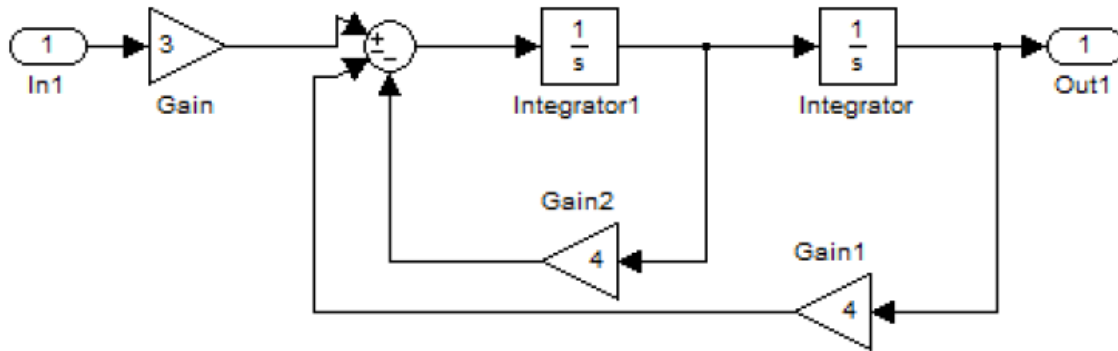 1
In1
3
Gain
+
−
−
1
s
Integrator1
1
s
Integrator
1
Out1
Gain2
4
Gain1
4